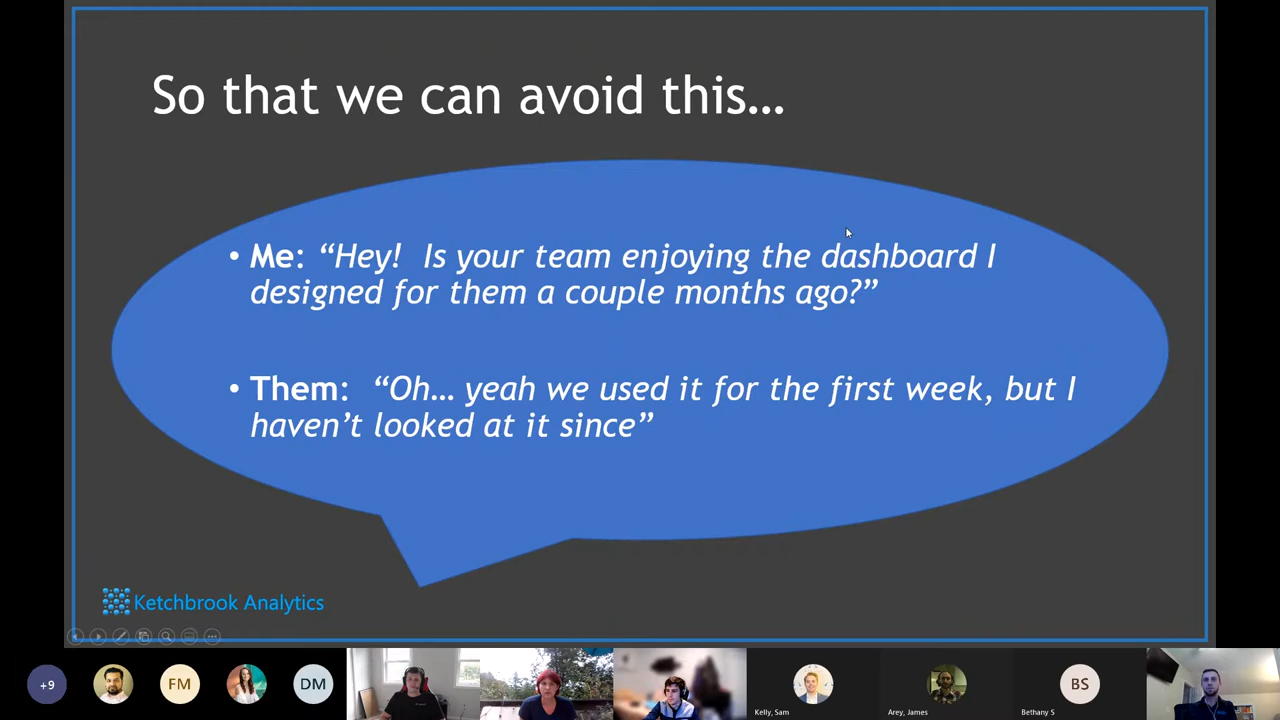 So that we can avoid this…
• Me: “Hey!  Is your team enjoying the dashboard I
designed for them a couple months ago?”
• Them:  “Oh… yeah we used it for the first week, but I
haven’t looked at it since”
Ketchbrook Analytics
+9
FM
DM
Kelly, Sam
Arey, James
BS
Bethany S